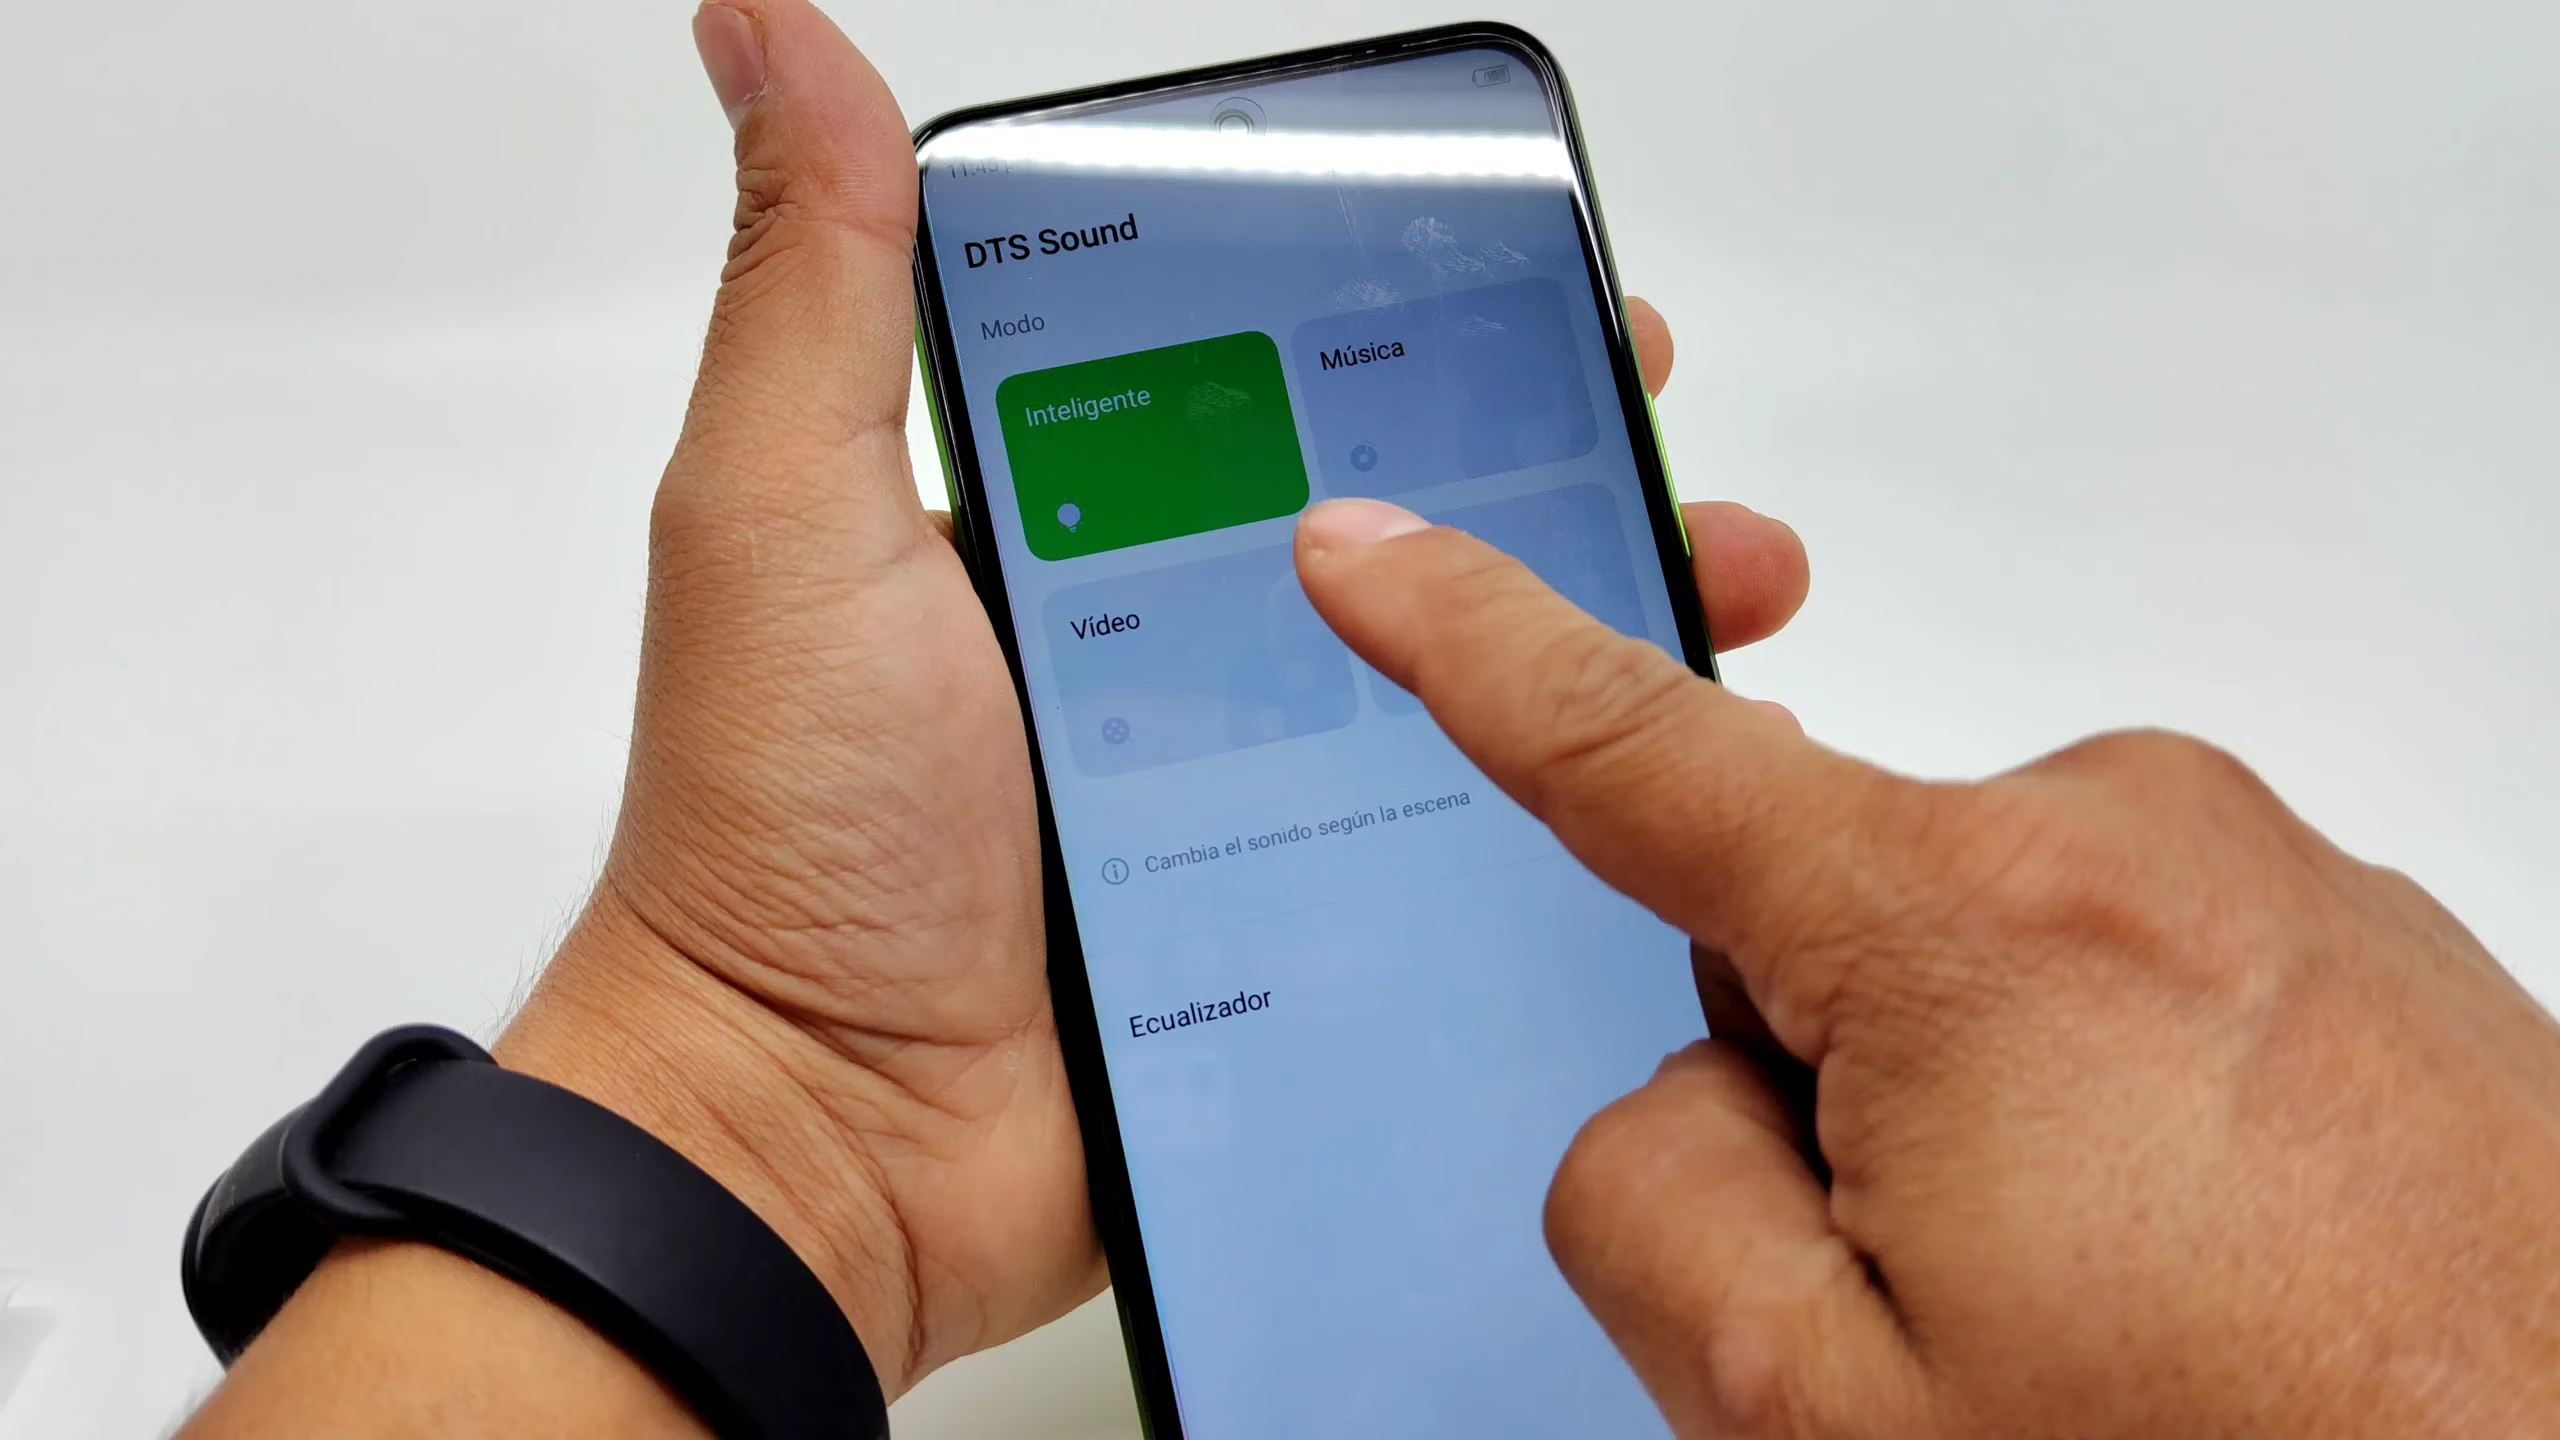 DTS Sound
Modo
Inteligente
Música
Vídeo
Cambia el sonido según la escena
Ecualizador